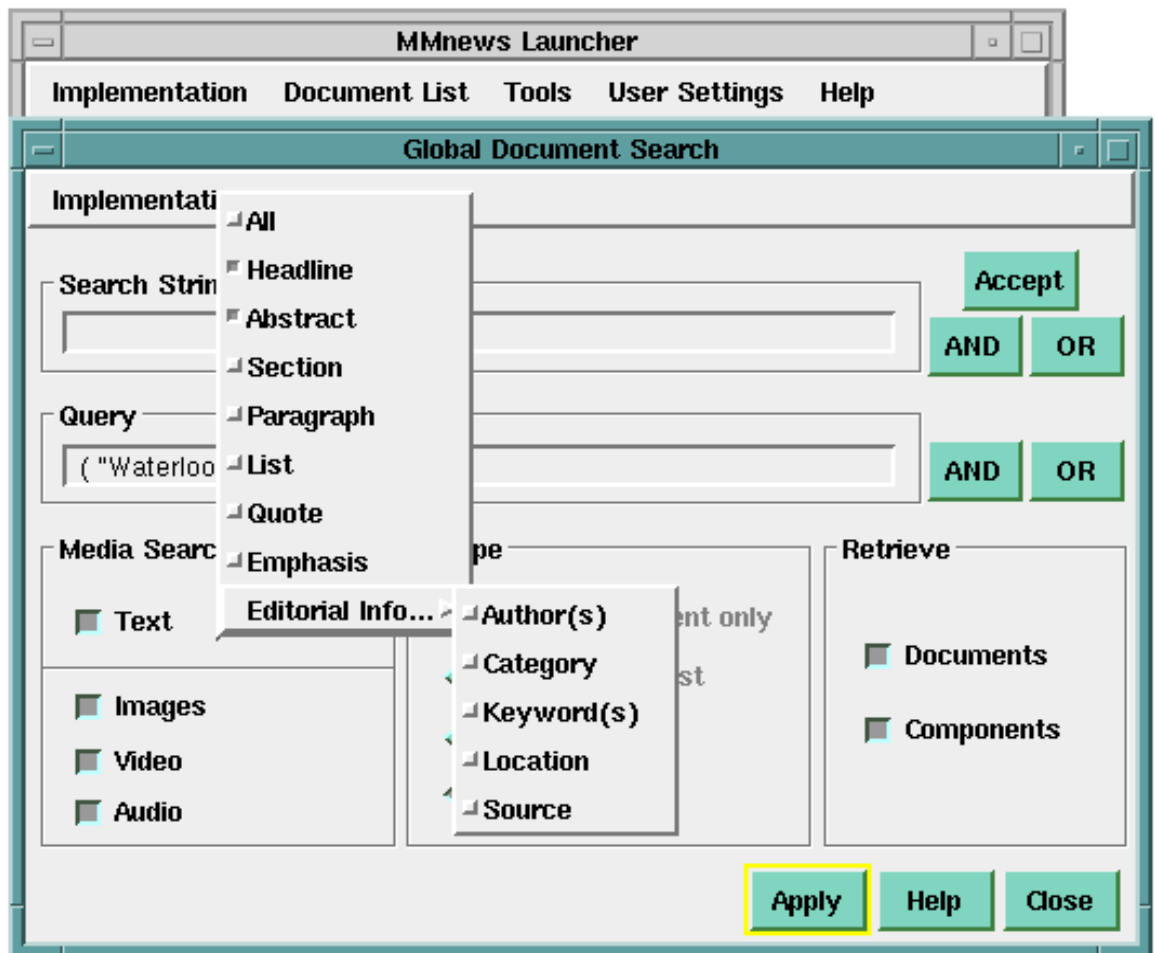 MMnews Launcher
Implementation Document List Tools User Settings Help
Global Document Search
Implementati
All
Headline
Abstract
Section
Paragraph
List
Quote
Emphasis
Editorial Info...
Author(s)
Category
Keyword(s)
Location
Source
Search Strin
Accept
AND OR
Query
( "Waterloo
AND OR
Media Searc
Text
Images
Video
Audio
pe
ent only
st
Retrieve
Documents
Components
Apply Help Close